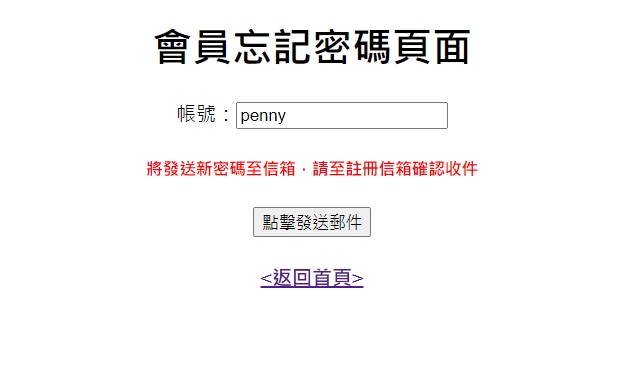 會員忘記密碼頁面
帳號：penny
將發送新密碼至信箱，請至註冊信箱確認收件
點擊發送郵件
<返回首頁>